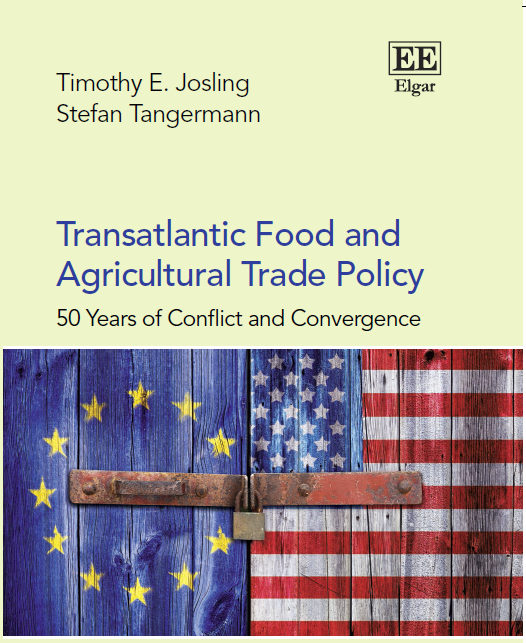 Timothy E. Josling
Stefan Tangermann
EE
Elgar
Transatlantic Food and
Agricultural Trade Policy
50 Years of Conflict and Convergence